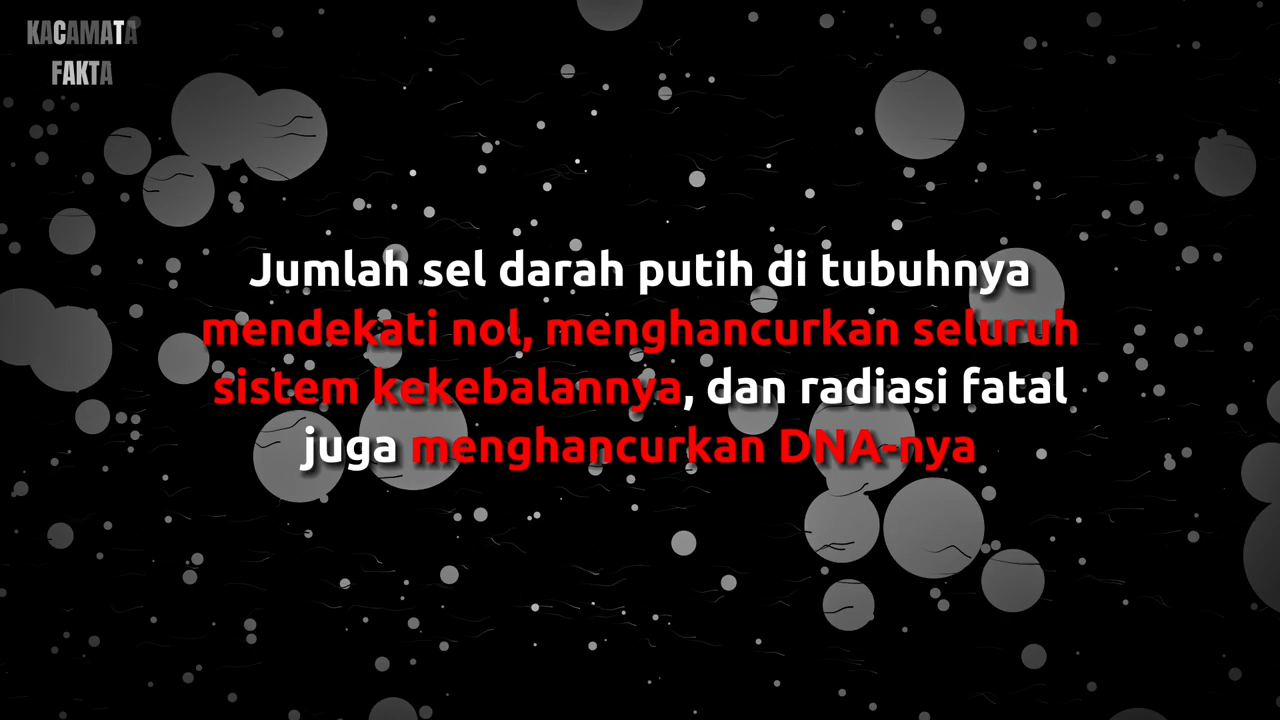 KACAMATA
FAKTA
Jumlah sel darah putih di tubuhnya
mendekati nol, menghancurkan seluruh
sistem kekebalannya, dan radiasi fatal
juga menghancurkan DNA-nya